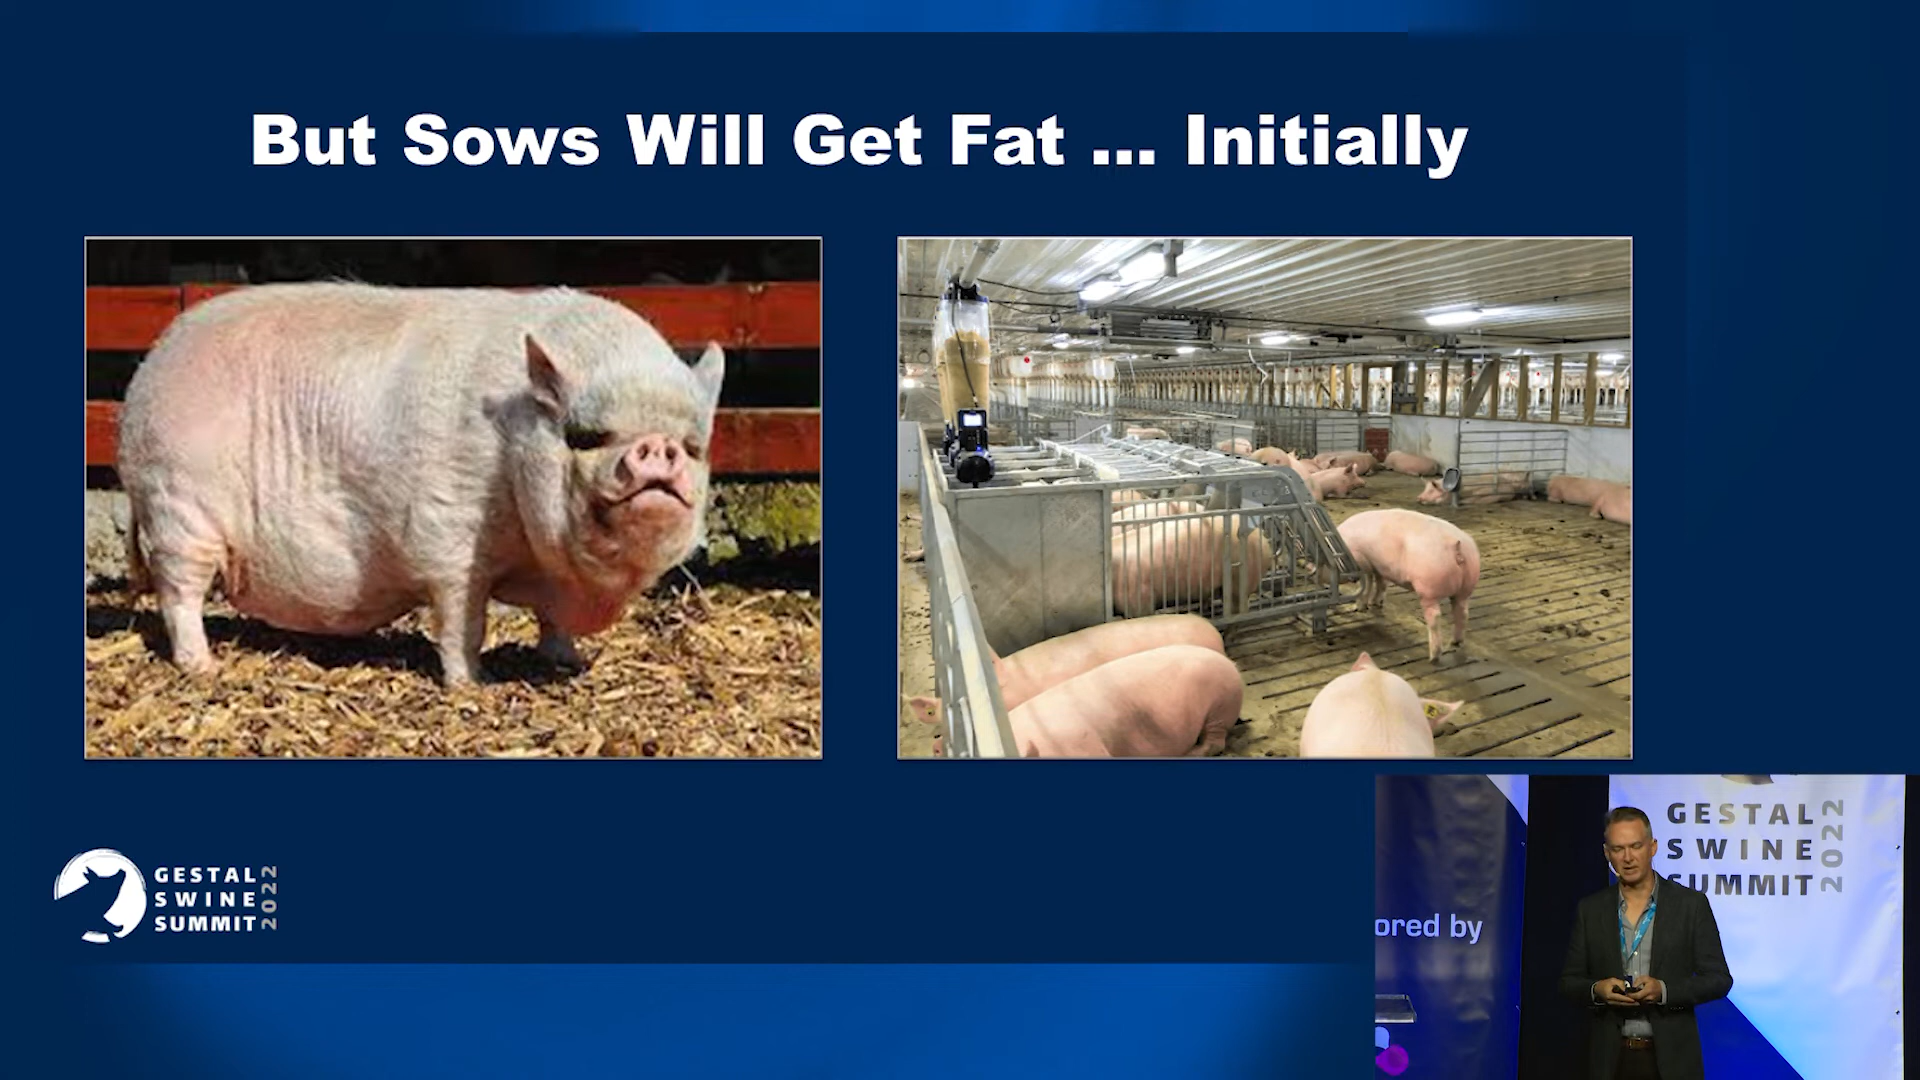 But Sows Will Get Fat ... Initially
GESTAL
SWINE
SUMMIT
2022
GESTAL
SWINE
SUMMIT
2022
ored by